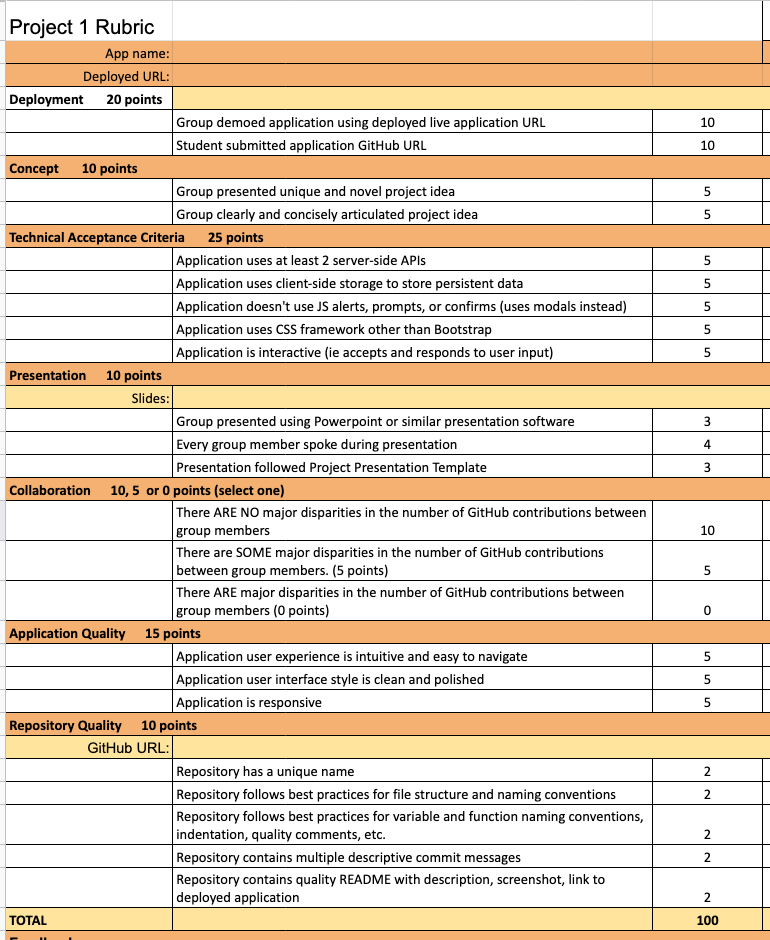 Project 1 Rubric
App name:
Deployed URL:
Deployment 20 points
Group demoed application using deployed live application URL 10
Student submitted application GitHub URL 10
Concept 10 points
Group presented unique and novel project idea 5
Group clearly and concisely articulated project idea 5
Technical Acceptance Criteria 25 points
Application uses at least 2 server-side APIs 5
Application uses client-side storage to store persistent data 5
Application doesn't use JS alerts, prompts, or confirms (uses modals instead) 5
Application uses CSS framework other than Bootstrap 5
Application is interactive (ie accepts and responds to user input) 5
Presentation 10 points
Slides:
Group presented using Powerpoint or similar presentation software 3
Every group member spoke during presentation 4
Presentation followed Project Presentation Template 3
Collaboration 10, 5 or 0 points (select one)
There ARE NO major disparities in the number of GitHub contributions between
group members 10
There are SOME major disparities in the number of GitHub contributions
between group members. (5 points) 5
There ARE major disparities in the number of GitHub contributions between
group members (0 points) 0
Application Quality 15 points
Application user experience is intuitive and easy to navigate 5
Application user interface style is clean and polished 5
Application is responsive 5
Repository Quality 10 points
GitHub URL:
Repository has a unique name 2
Repository follows best practices for file structure and naming conventions 2
Repository follows best practices for variable and function naming conventions,
indentation, quality comments, etc. 2
Repository contains multiple descriptive commit messages 2
Repository contains quality README with description, screenshot, link to
deployed application 2
TOTAL 100